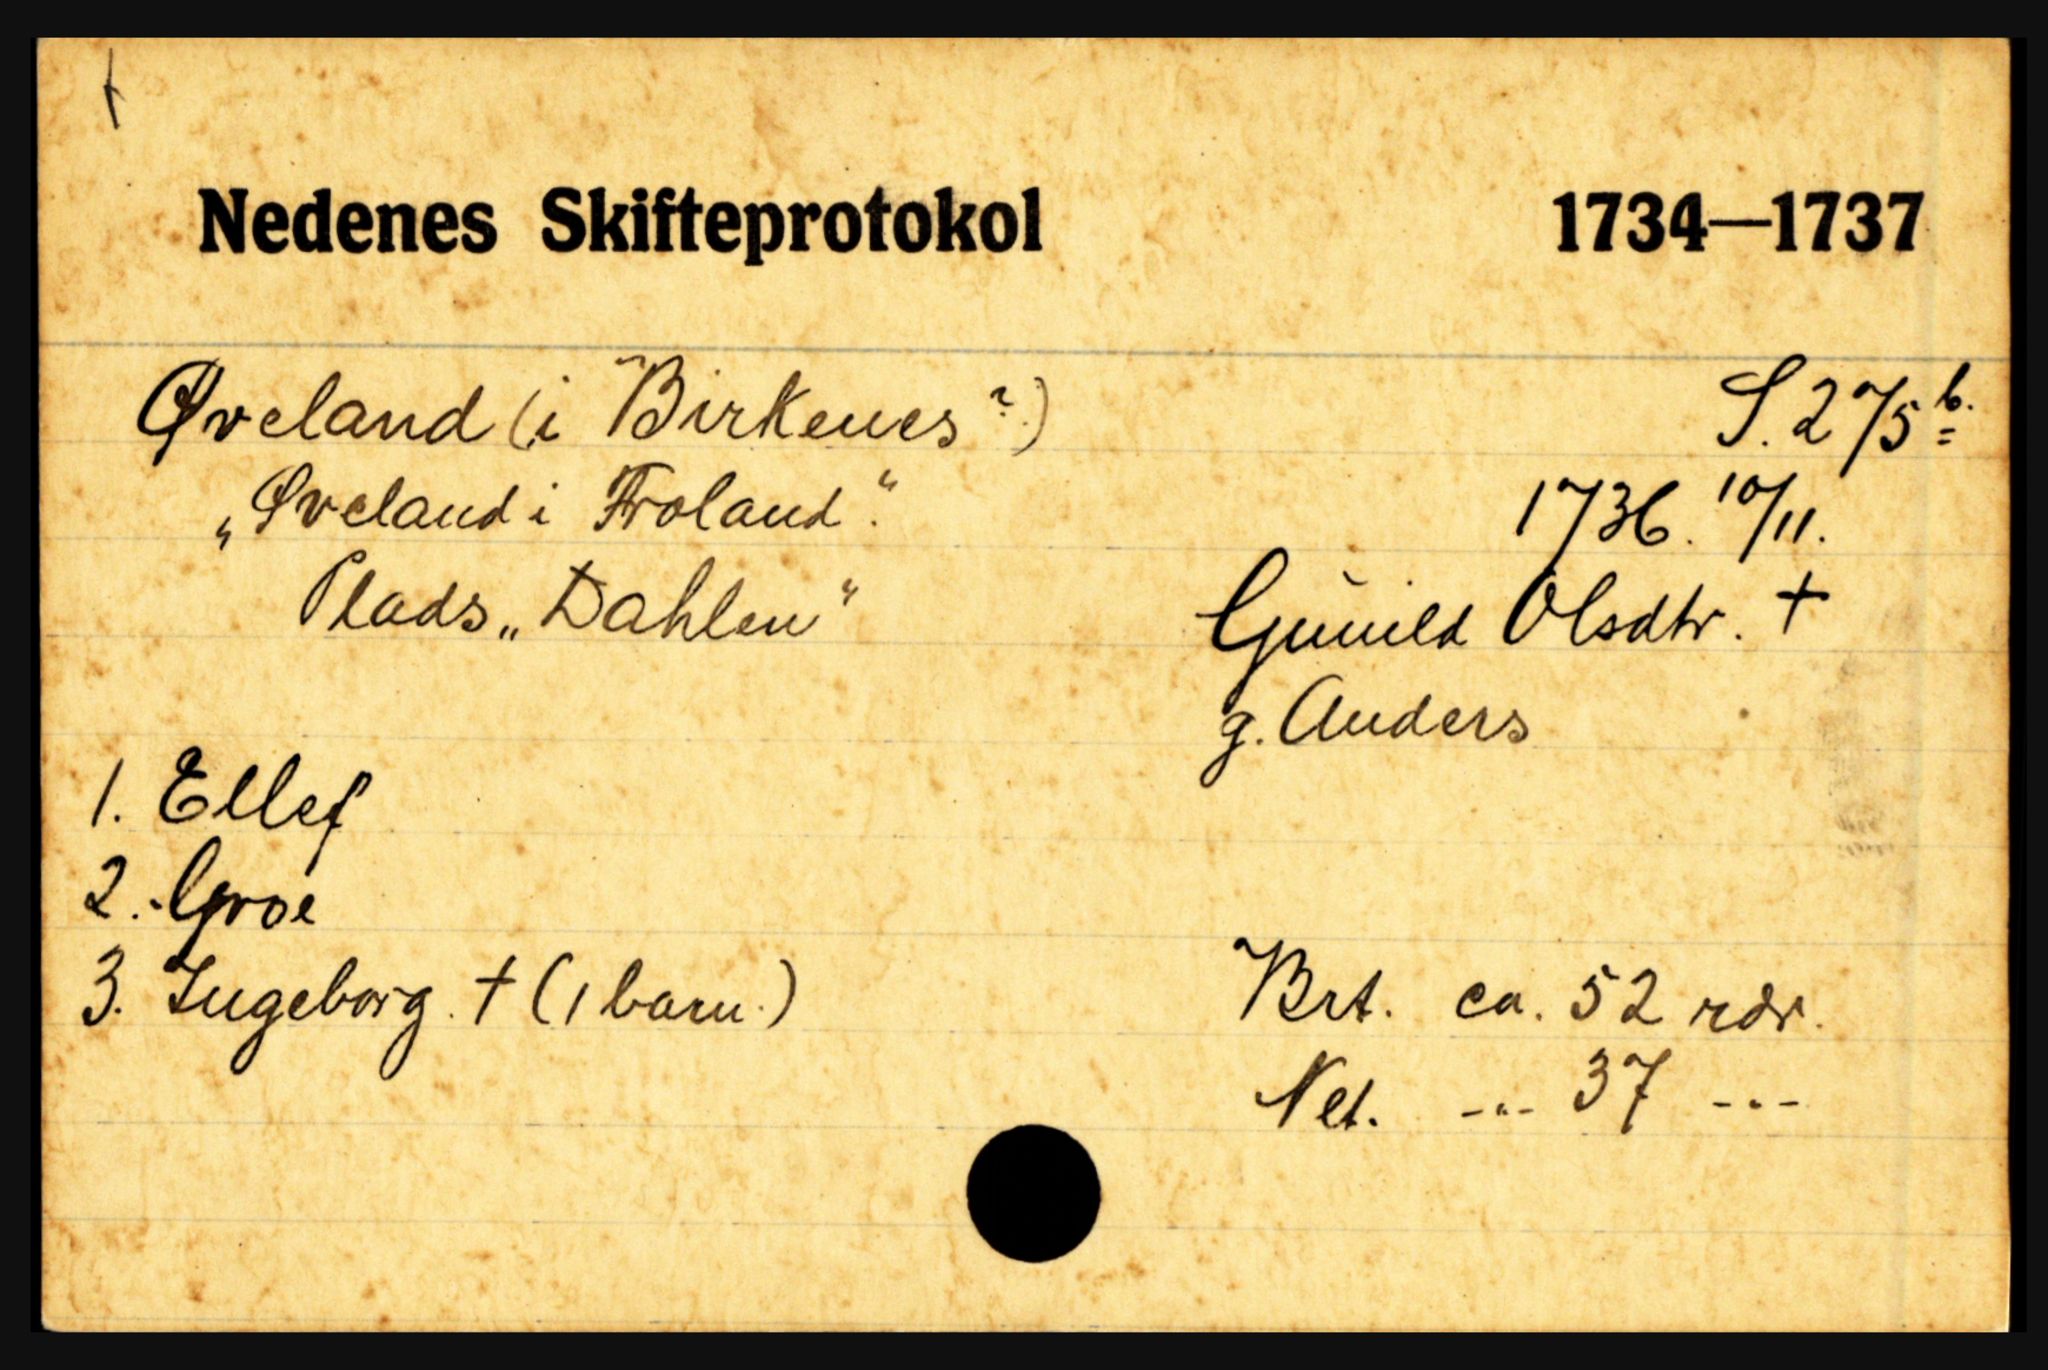 Nedenes Skifteprotokol 1734—1737
Øveland (i Birkenes?) S. 275 b.
„Øveland i Froland“. 1736. 10/11.
Plads „Dahlen“ Gunild Olsdtr. †
g. Anders
1. Ellef
2. Groe
3. Ingeborg. † (1 barn.) Brt. ca. 52 rdr.
Net. -"- 37 -"-